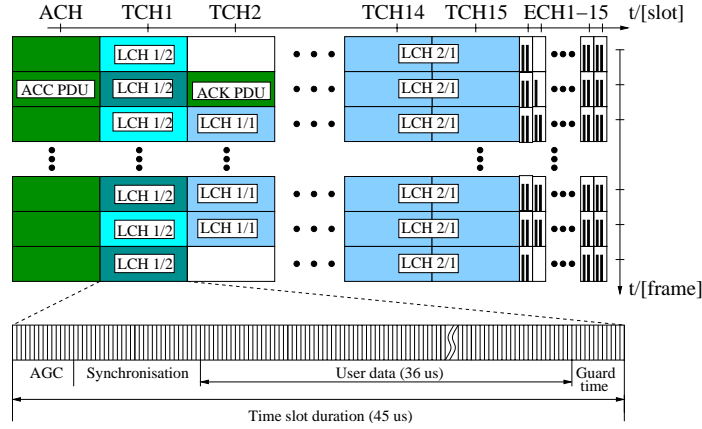 ACH TCH1 TCH2 TCH14 TCH15 ECH1−15 t/[slot]
LCH 1/2 LCH 2/1
ACC PDU LCH 1/2 ACK PDU LCH 2/1
LCH 1/2 LCH 1/1 LCH 2/1
LCH 1/2 LCH 1/1 LCH 2/1
LCH 1/2 LCH 1/1 LCH 2/1
LCH 1/2 LCH 2/1
t/[frame]
AGC Synchronisation User data (36 us) Guard
time
Time slot duration (45 us)